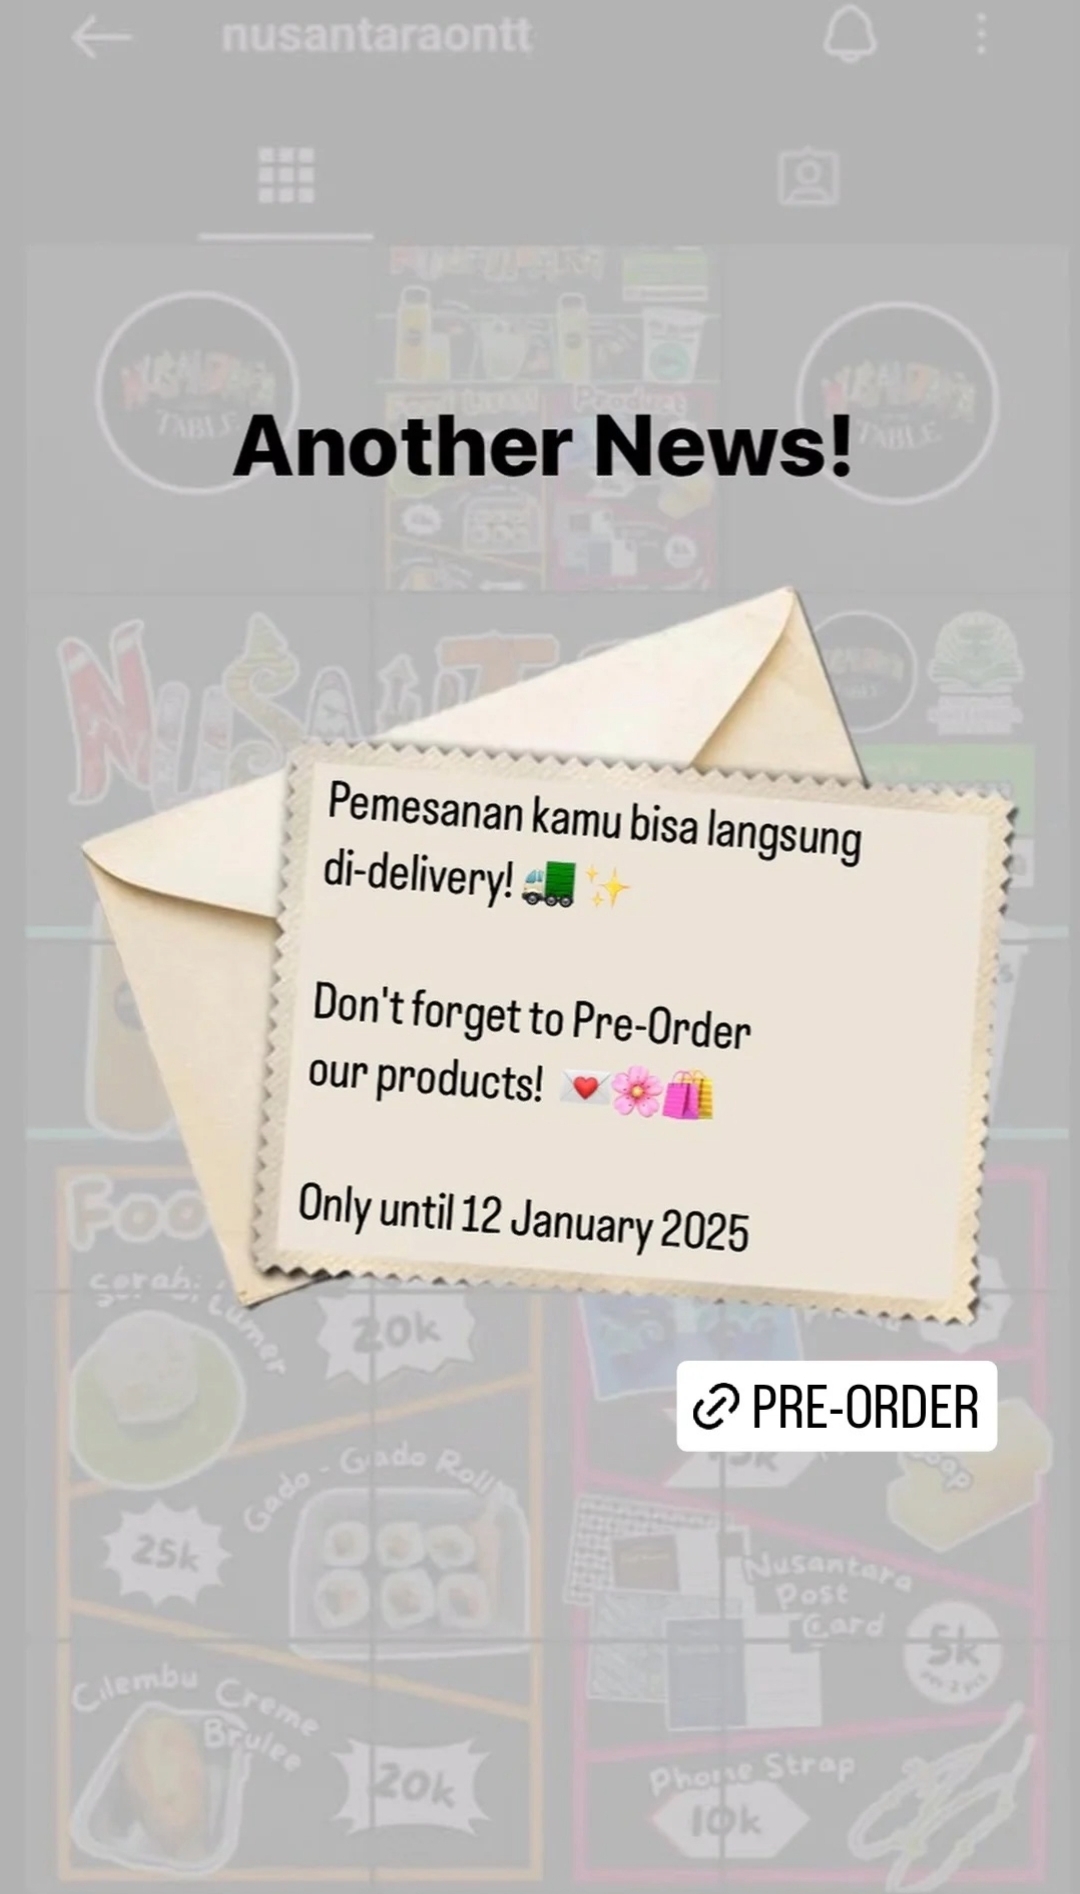 nusantaraontt
TABLE
TABLE
Another News!
Pemesanan kamu bisa langsung
di-delivery! 🚛 ✨
Don't forget to Pre-Order
our products! 💌🌸🛍️
Only until 12 January 2025
PRE-ORDER
20k
Gado - Gado Roll
25k
Nusantara
Post
Card
5k
Cilembu Creme
Brulee
20k
Phone Strap
10k